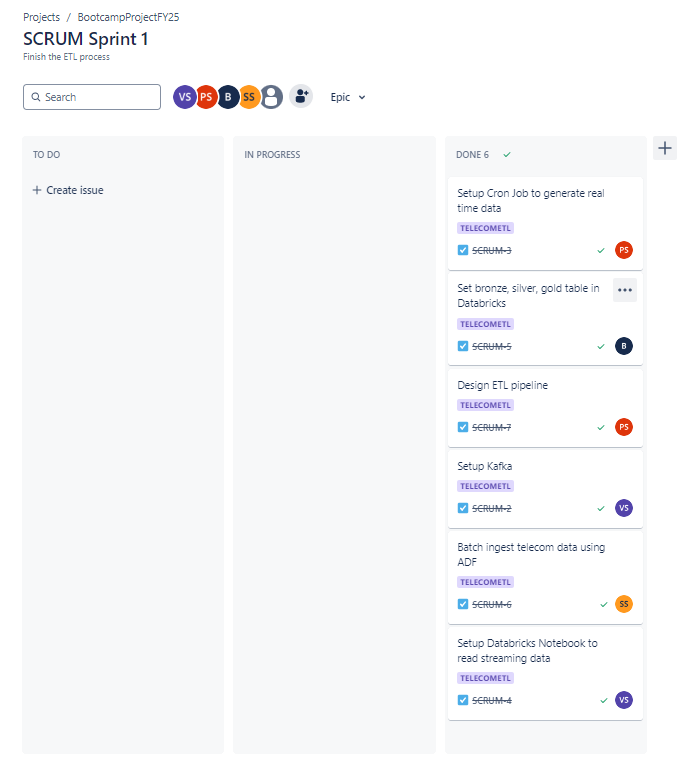 Projects / BootcampProjectFY25
SCRUM Sprint 1
Finish the ETL process
Search
VS PS B SS
Epic
TO DO
Create issue
IN PROGRESS
DONE 6
Setup Cron Job to generate real
time data
TELECOMETL
SCRUM-3
PS
Set bronze, silver, gold table in
Databricks
TELECOMETL
SCRUM-5
B
Design ETL pipeline
TELECOMETL
SCRUM-7
PS
Setup Kafka
TELECOMETL
SCRUM-2
VS
Batch ingest telecom data using
ADF
TELECOMETL
SCRUM-6
SS
Setup Databricks Notebook to
read streaming data
TELECOMETL
SCRUM-4
VS